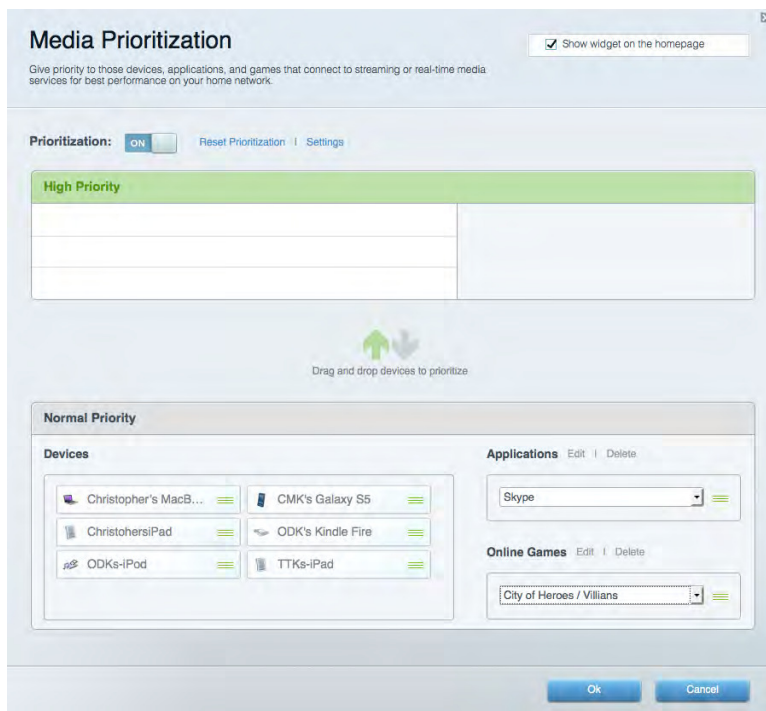 Media Prioritization
Show widget on the homepage
Give priority to those devices, applications, and games that connect to streaming or real-time media
services for best performance on your home network.
Prioritization: ON Reset Prioritization | Settings
High Priority
Drag and drop devices to prioritize
Normal Priority
Devices
Christopher's MacB...
CMK's Galaxy S5
ChristohersiPad
ODK's Kindle Fire
ODKs-iPod
TTKs-iPad
Applications Edit | Delete
Skype
Online Games Edit | Delete
City of Heroes / Villians
Ok
Cancel